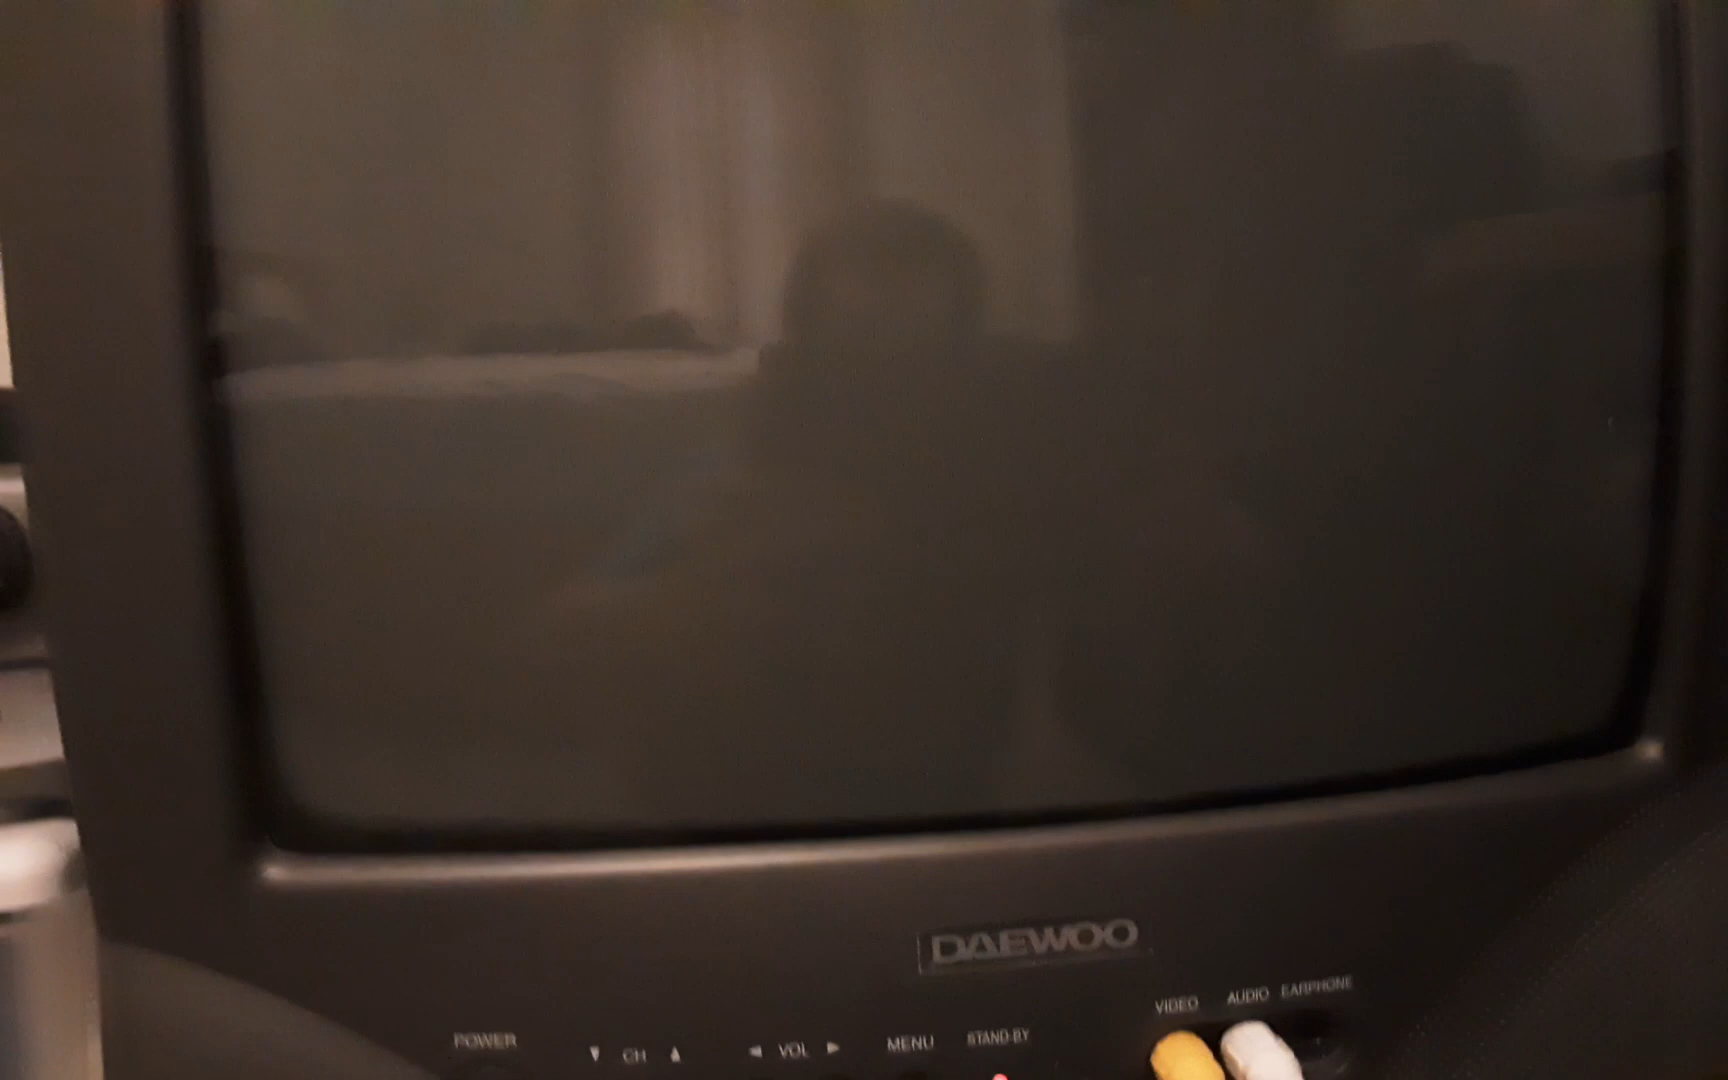 DAEWOO
VIDEO AUDIO EARPHONE
POWER ▼ CH ▲ ◄ VOL ► MENU STAND-BY